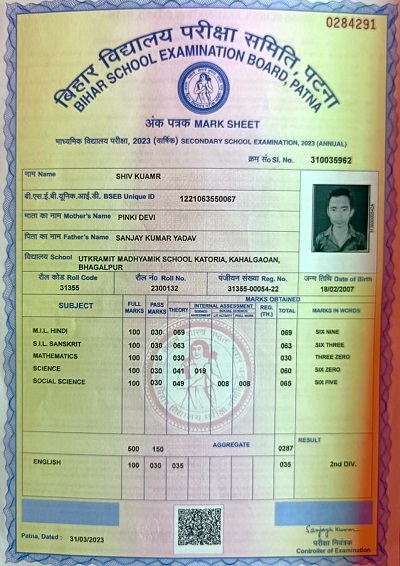 0284291
बिहार विद्यालय परीक्षा समिति, पटना
BIHAR SCHOOL EXAMINATION BOARD, PATNA
अंक पत्रक MARK SHEET
माध्यमिक विद्यालय परीक्षा, 2023 (वार्षिक) SECONDARY SCHOOL EXAMINATION, 2023 (ANNUAL)
क्रम सं० Sl. No. 310035962
नाम Name SHIV KUAMR
बी.एस.ई.बी.यूनिक.आई.डी. BSEB Unique ID 1221063550067
माता का नाम Mother's Name PINKI DEVI
पिता का नाम Father's Name SANJAY KUMAR YADAV
विद्यालय School UTKRAMIT MADHYAMIK SCHOOL KATORIA, KAHALGAOAN,
BHAGALPUR
रौल कोड Roll Code रौल नं० Roll No. पंजीयन संख्या Reg. No. जन्म तिथि Date of Birth
31355 2300132 31355-00054-22 18/02/2007
MARKS OBTAINED
SUBJECT FULL MARKS PASS MARKS THEORY INTERNAL ASSESSMENT REG. (TH.) TOTAL MARKS IN WORDS
SOCIAL SCIENCE
M.I.L. HINDI 100 030 069 069 SIX NINE
S.I.L. SANSKRIT 100 030 063 063 SIX THREE
MATHEMATICS 100 030 030 030 THREE ZERO
SCIENCE 100 030 041 019 060 SIX ZERO
SOCIAL SCIENCE 100 030 049 008 008 065 SIX FIVE
500 150 AGGREGATE 0287 RESULT
ENGLISH 100 030 035 035 2nd DIV.
Patna, Dated : 31/03/2023
Sanjay Kumar
परीक्षा नियंत्रक
Controller of Examination